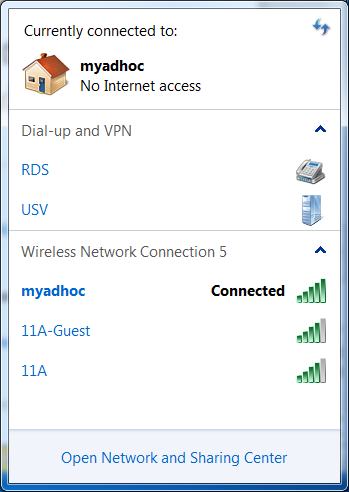 Currently connected to:
myadhoc
No Internet access
Dial-up and VPN
RDS
USV
Wireless Network Connection 5
myadhoc Connected
11A-Guest
11A
Open Network and Sharing Center